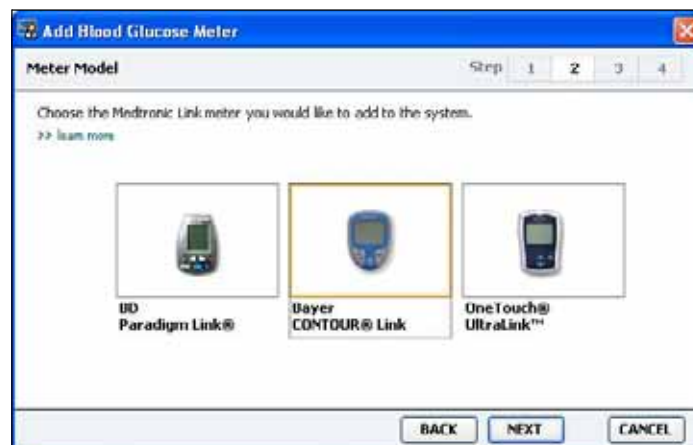 Add Blood Glucose Meter
Meter Model Step 1 2 3 4
Choose the Medtronic Link meter you would like to add to the system.
>> learn more
BD
Paradigm Link®
Bayer
CONTOUR® Link
OneTouch®
UltraLink™
BACK NEXT CANCEL